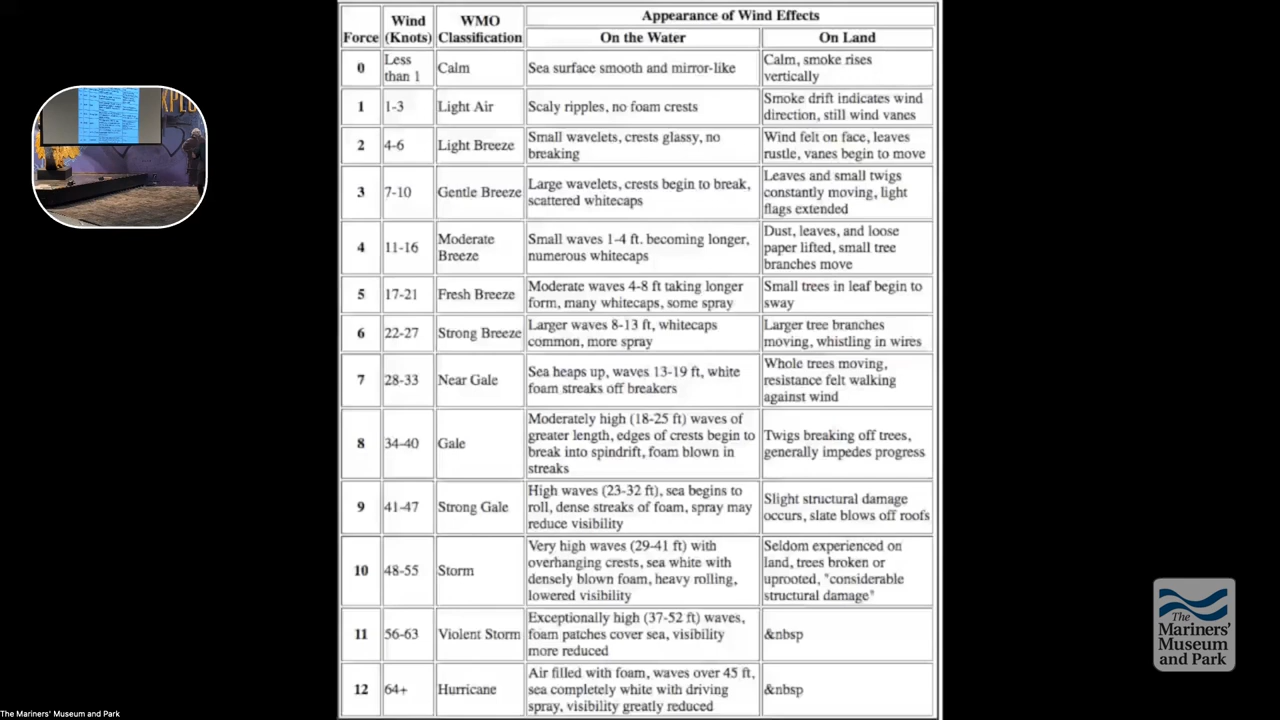 Appearance of Wind Effects
Wind
WMO
Force
(Knots)
Classification
On the Water
On Land
0
Less
than 1
Calm
Sea surface smooth and mirror-like
Calm, smoke rises
vertically
1
1-3
Light Air
Scaly ripples, no foam crests
Smoke drift indicates wind
direction, still wind vanes
2
4-6
Light Breeze
Small wavelets, crests glassy, no
breaking
Wind felt on face, leaves
rustle, vanes begin to move
3
7-10
Gentle Breeze
Large wavelets, crests begin to break,
scattered whitecaps
Leaves and small twigs
constantly moving, light
flags extended
4
11-16
Moderate
Breeze
Small waves 1-4 ft. becoming longer,
numerous whitecaps
Dust, leaves, and loose
paper lifted, small tree
branches move
5
17-21
Fresh Breeze
Moderate waves 4-8 ft taking longer
form, many whitecaps, some spray
Small trees in leaf begin to
sway
6
22-27
Strong Breeze
Larger waves 8-13 ft, whitecaps
common, more spray
Larger tree branches
moving, whistling in wires
7
28-33
Near Gale
Sea heaps up, waves 13-19 ft, white
foam streaks off breakers
Whole trees moving,
resistance felt walking
against wind
8
34-40
Gale
Moderately high (18-25 ft) waves of
greater length, edges of crests begin to
break into spindrift, foam blown in
streaks
Twigs breaking off trees,
generally impedes progress
9
41-47
Strong Gale
High waves (23-32 ft), sea begins to
roll, dense streaks of foam, spray may
reduce visibility
Slight structural damage
occurs, slate blows off roofs
10
48-55
Storm
Very high waves (29-41 ft) with
overhanging crests, sea white with
densely blown foam, heavy rolling,
lowered visibility
Seldom experienced on
land, trees broken or
uprooted, "considerable
structural damage"
11
56-63
Violent Storm
Exceptionally high (37-52 ft) waves,
foam patches cover sea, visibility
more reduced
&nbsp
12
64+
Hurricane
Air filled with foam, waves over 45 ft,
sea completely white with driving
spray, visibility greatly reduced
&nbsp
The
Mariners'
Museum
and Park
The Mariners' Museum and Park